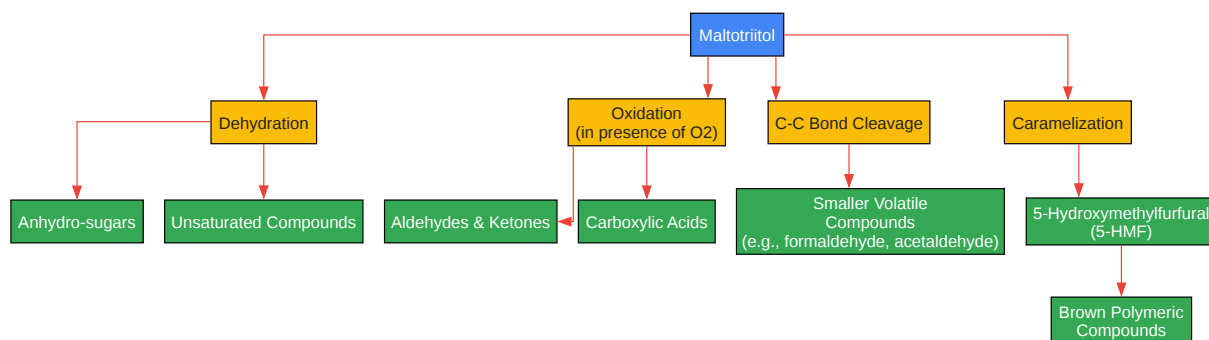 Maltotriitol
Dehydration
Oxidation
(in presence of O2)
C-C Bond Cleavage
Caramelization
Anhydro-sugars
Unsaturated Compounds
Aldehydes & Ketones
Carboxylic Acids
Smaller Volatile
Compounds
(e.g., formaldehyde, acetaldehyde)
5-Hydroxymethylfurfural
(5-HMF)
Brown Polymeric
Compounds